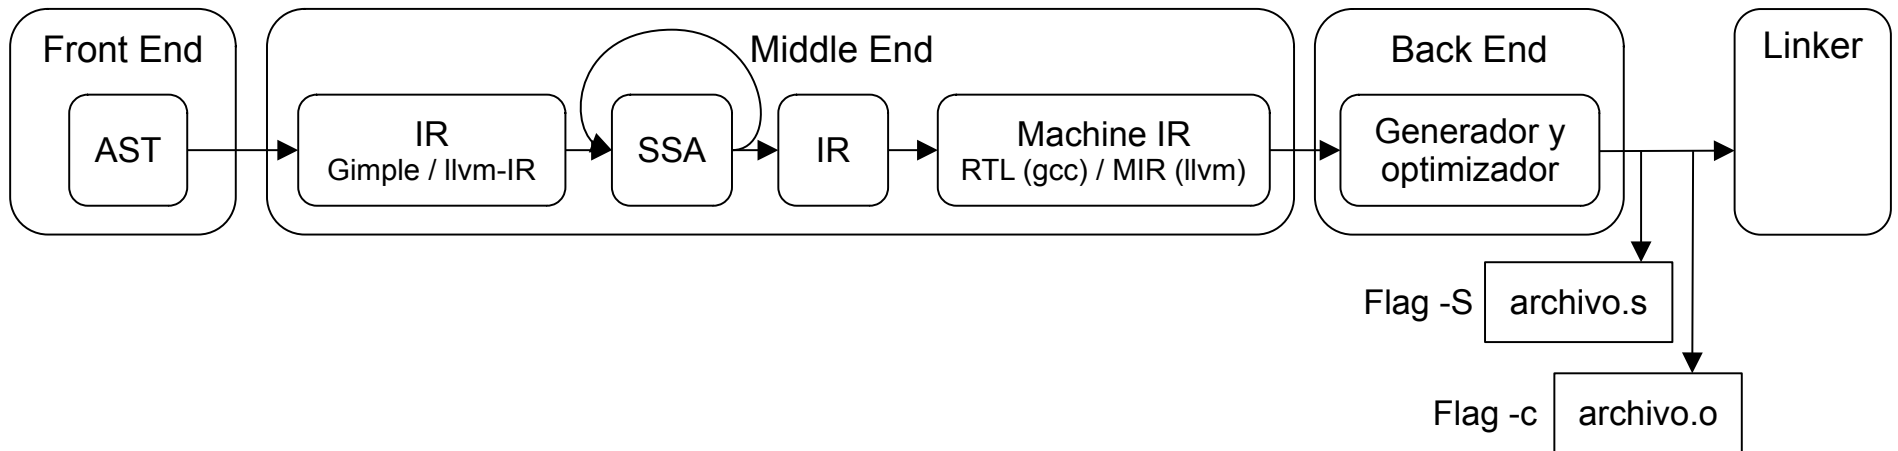 Front End
AST
Middle End
IR
Gimple / llvm-IR
SSA
IR
Machine IR
RTL (gcc) / MIR (llvm)
Back End
Generador y
optimizador
Linker
Flag -S
archivo.s
Flag -c
archivo.o